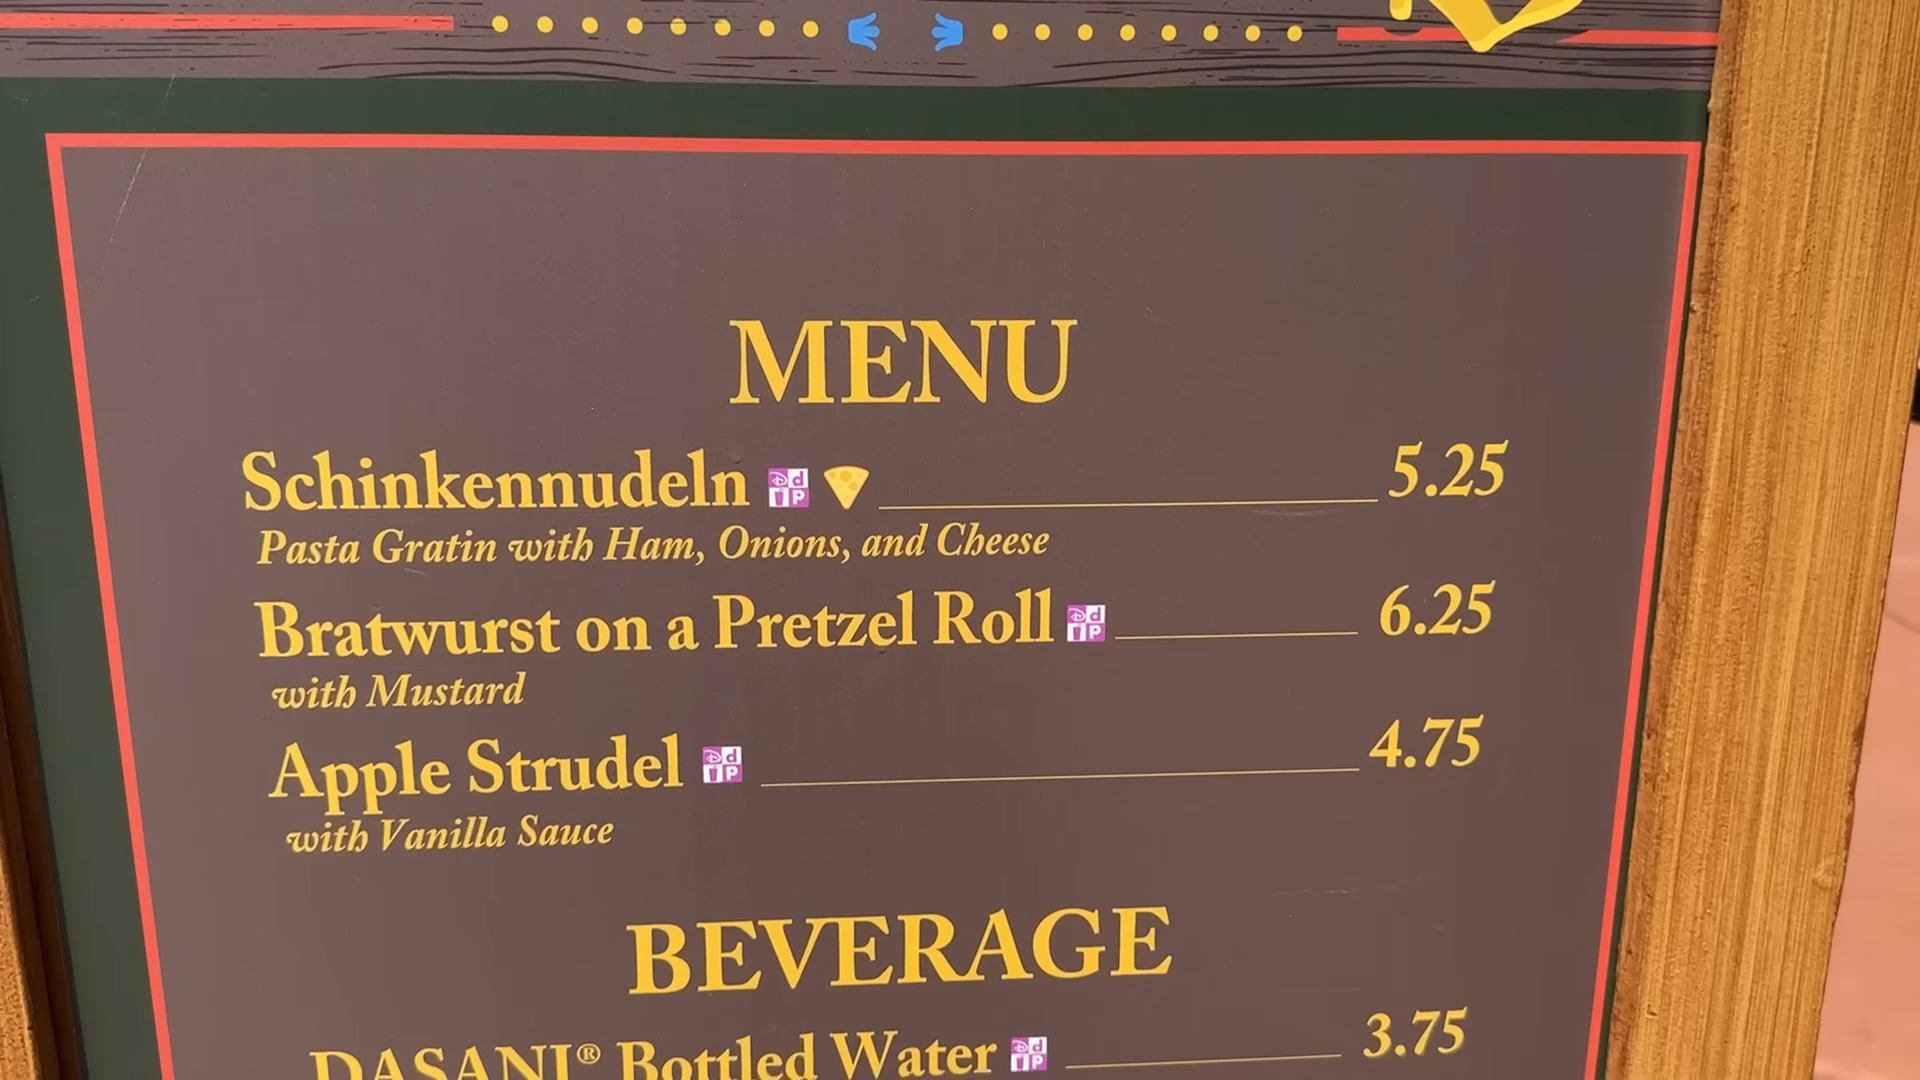 MENU
Schinkennudeln 5.25
Pasta Gratin with Ham, Onions, and Cheese
Bratwurst on a Pretzel Roll 6.25
with Mustard
Apple Strudel 4.75
with Vanilla Sauce
BEVERAGE
DASANI® Bottled Water 3.75